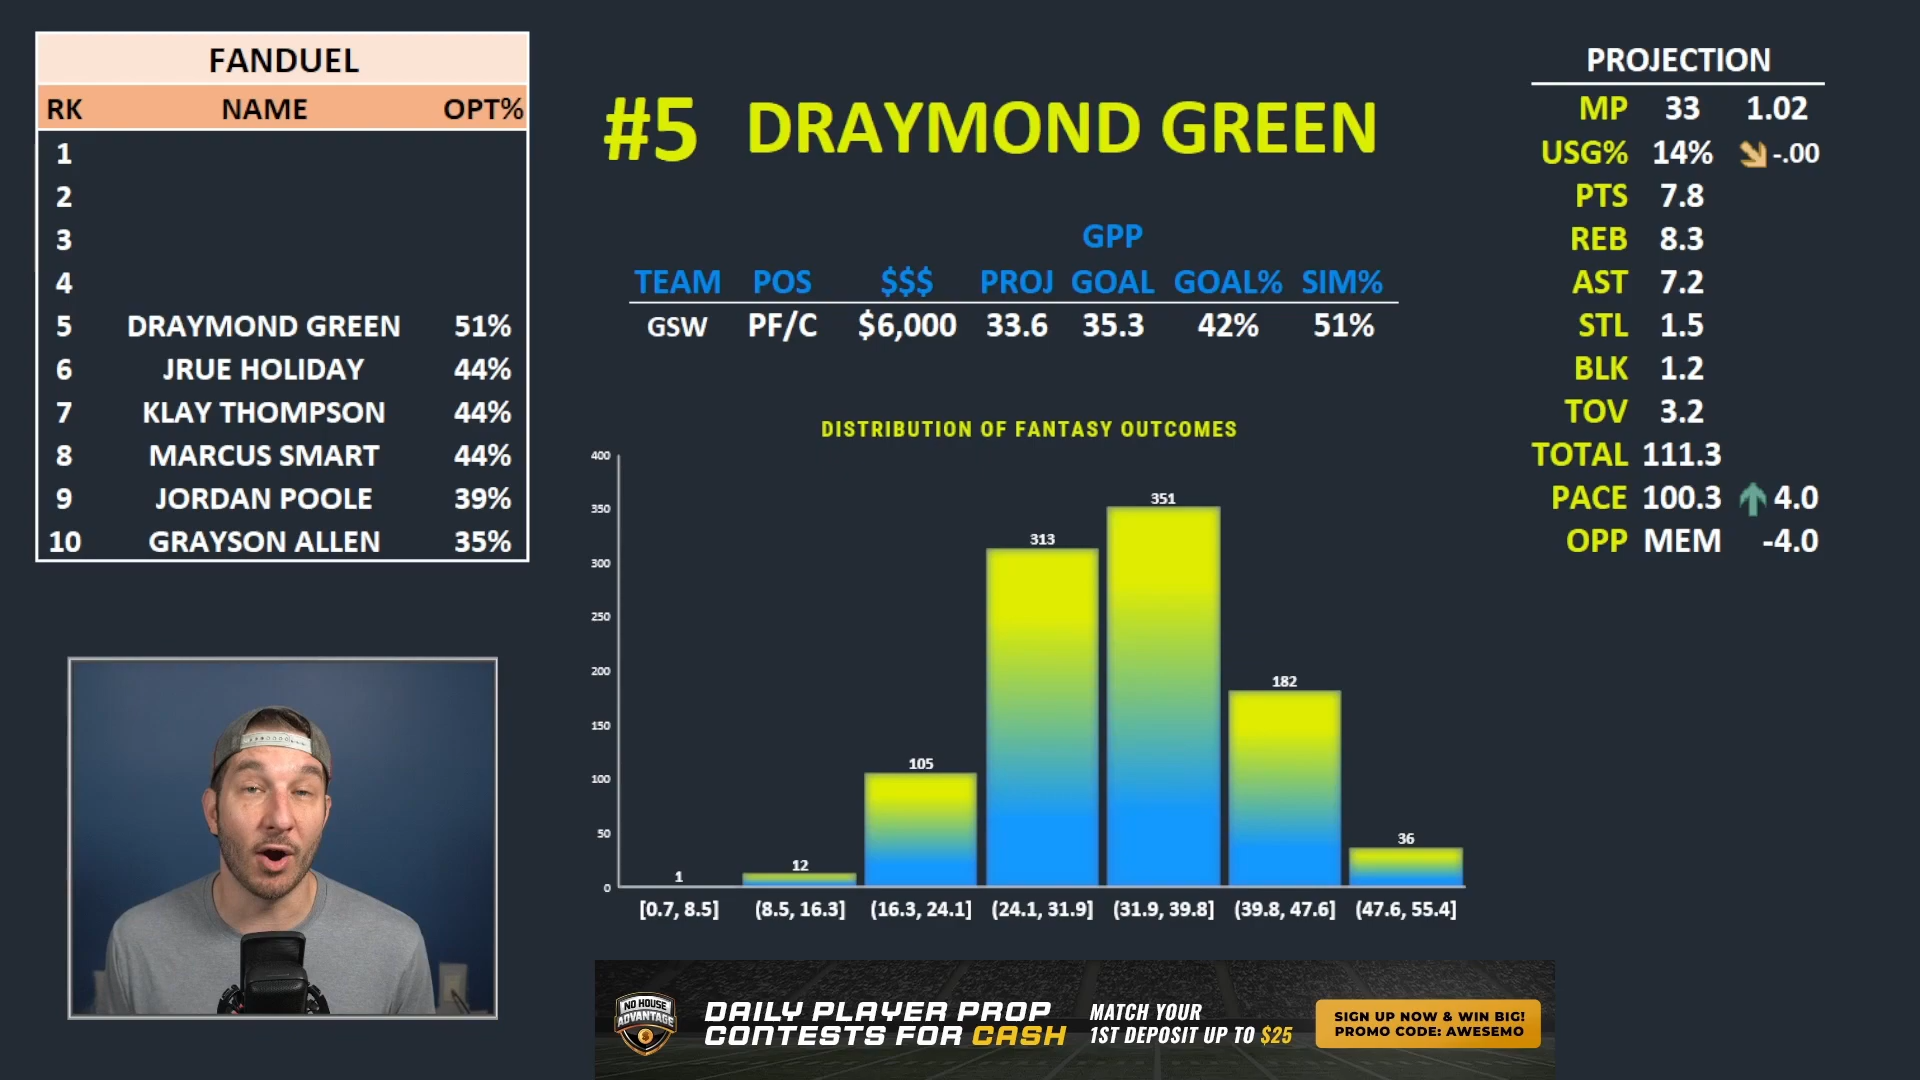 FANDUEL
RK NAME OPT%
1
2
3
4
5 DRAYMOND GREEN 51%
6 JRUE HOLIDAY 44%
7 KLAY THOMPSON 44%
8 MARCUS SMART 44%
9 JORDAN POOLE 39%
10 GRAYSON ALLEN 35%
#5 DRAYMOND GREEN
GPP
TEAM POS $$$ PROJ GOAL GOAL% SIM%
GSW PF/C $6,000 33.6 35.3 42% 51%
DISTRIBUTION OF FANTASY OUTCOMES
400
350
300
250
200
150
100
50
0
1
12
105
313
351
182
36
[0.7, 8.5] (8.5, 16.3] (16.3, 24.1] (24.1, 31.9] (31.9, 39.8] (39.8, 47.6] (47.6, 55.4]
PROJECTION
MP 33 1.02
USG% 14% -.00
PTS 7.8
REB 8.3
AST 7.2
STL 1.5
BLK 1.2
TOV 3.2
TOTAL 111.3
PACE 100.3 4.0
OPP MEM -4.0
NO HOUSE
ADVANTAGE
DAILY PLAYER PROP
CONTESTS FOR CASH
MATCH YOUR
1ST DEPOSIT UP TO $25
SIGN UP NOW & WIN BIG!
PROMO CODE: AWESEMO